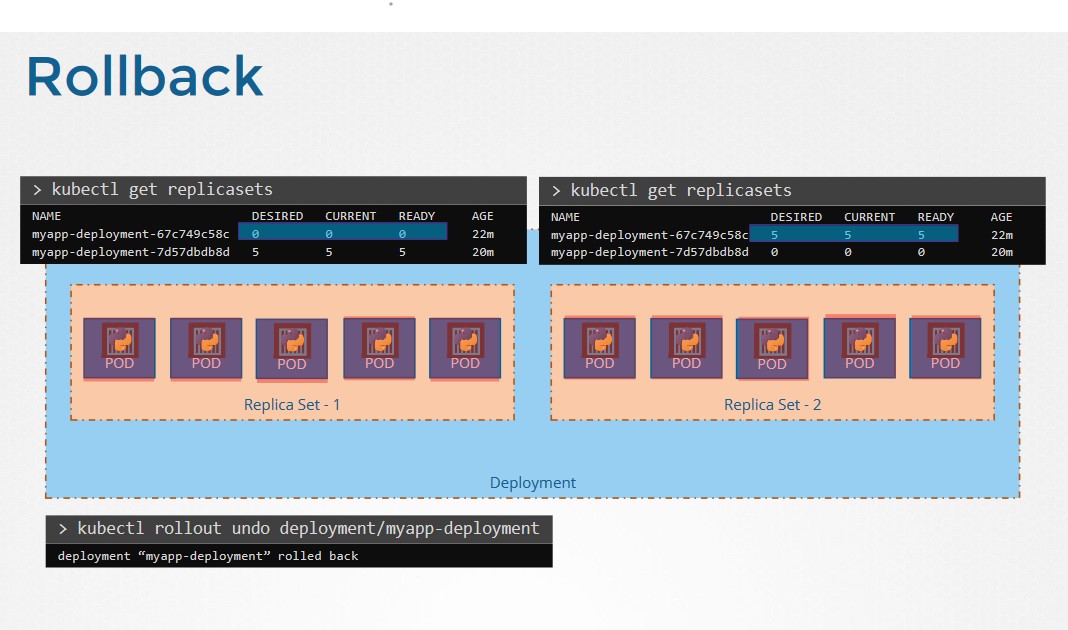 Rollback
> kubectl get replicasets
NAME DESIRED CURRENT READY AGE
myapp-deployment-67c749c58c 0 0 0 22m
myapp-deployment-7d57dbdb8d 5 5 5 20m
> kubectl get replicasets
NAME DESIRED CURRENT READY AGE
myapp-deployment-67c749c58c 5 5 5 22m
myapp-deployment-7d57dbdb8d 0 0 0 20m
POD POD POD POD POD
Replica Set - 1
POD POD POD POD POD
Replica Set - 2
Deployment
> kubectl rollout undo deployment/myapp-deployment
deployment “myapp-deployment” rolled back